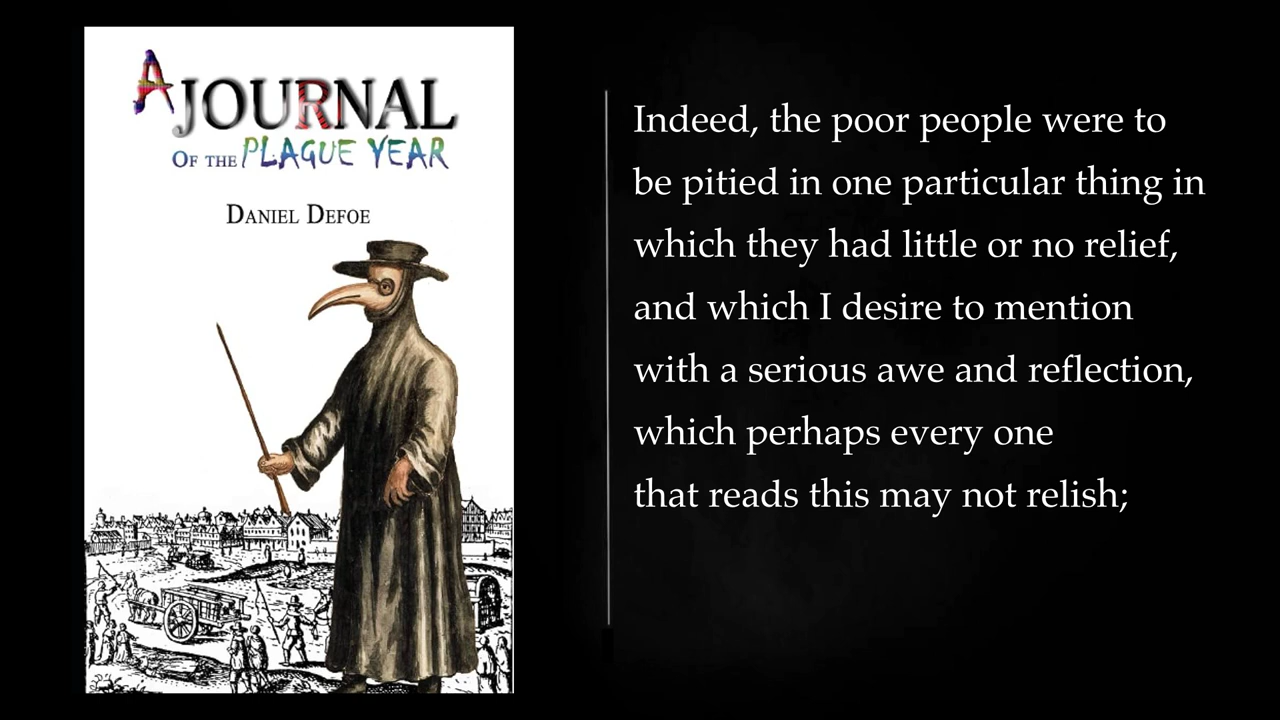 A JOURNAL
OF THE PLAGUE YEAR
DANIEL DEFOE
Indeed, the poor people were to
be pitied in one particular thing in
which they had little or no relief,
and which I desire to mention
with a serious awe and reflection,
which perhaps every one
that reads this may not relish;